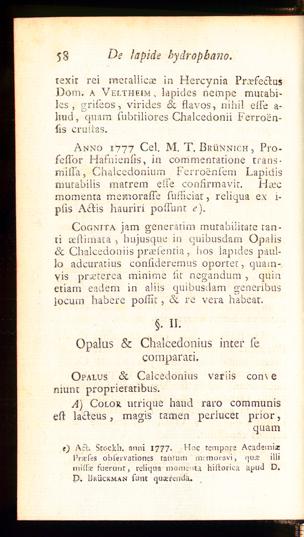 58 De lapide hydrophano.
texit rei metallicæ in Hercynia Præfectus
Dom. A VELTHEIM, lapides nempe mutabi-
les, griseos, virides & flavos, nihil esse a-
liud, quam subtiliores Chalcedonii Ferroën-
sis crustas.
ANNO 1777 Cel. M. T. BRÜNNICH, Pro-
fessor Hafniensis, in commentatione trans-
missa, Chalcedonium Ferroënsem Lapidis
mutabilis matrem esse confirmavit. Hæc
momenta memorasse sufficiat, reliqua ex i-
psis Actis hauriri possunt e).
COGNITA jam generatim mutabilitate tan-
ti æstimata, hujusque in quibusdam Opalis
& Chalcedoniis præsentia, hos lapides paul-
lo adcuratius consideremus oportet, quam-
vis præterea minime sit negandum, quin
etiam eadem in aliis quibusdam generibus
locum habere possit, & re vera habeat.
§. II.
Opalus & Chalcedonius inter se
comparati.
OPALUS & Calcedonius variis conve
niunt proprietatibus.
A) COLOR utrique haud raro communis
est lacteus, magis tamen perlucet prior,
quam
e) Act. Stockh. anni 1777. Hoc tempore Academiæ
Præses observationes tantum memoravi, quæ illi
missæ fuerunt, reliqua momenta historica apud D.
D. BRÜCKMAN sunt quærenda.